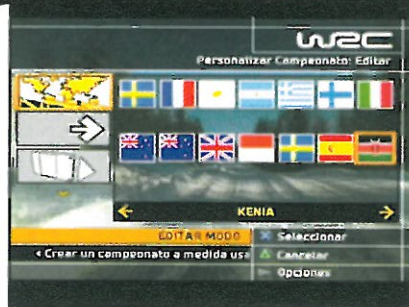 WRC
Personalizar Campeonato: Editar
KENIA
EDITAR MODO
Seleccionar
Crear un campeonato a medida usa
Cancelar
Opciones